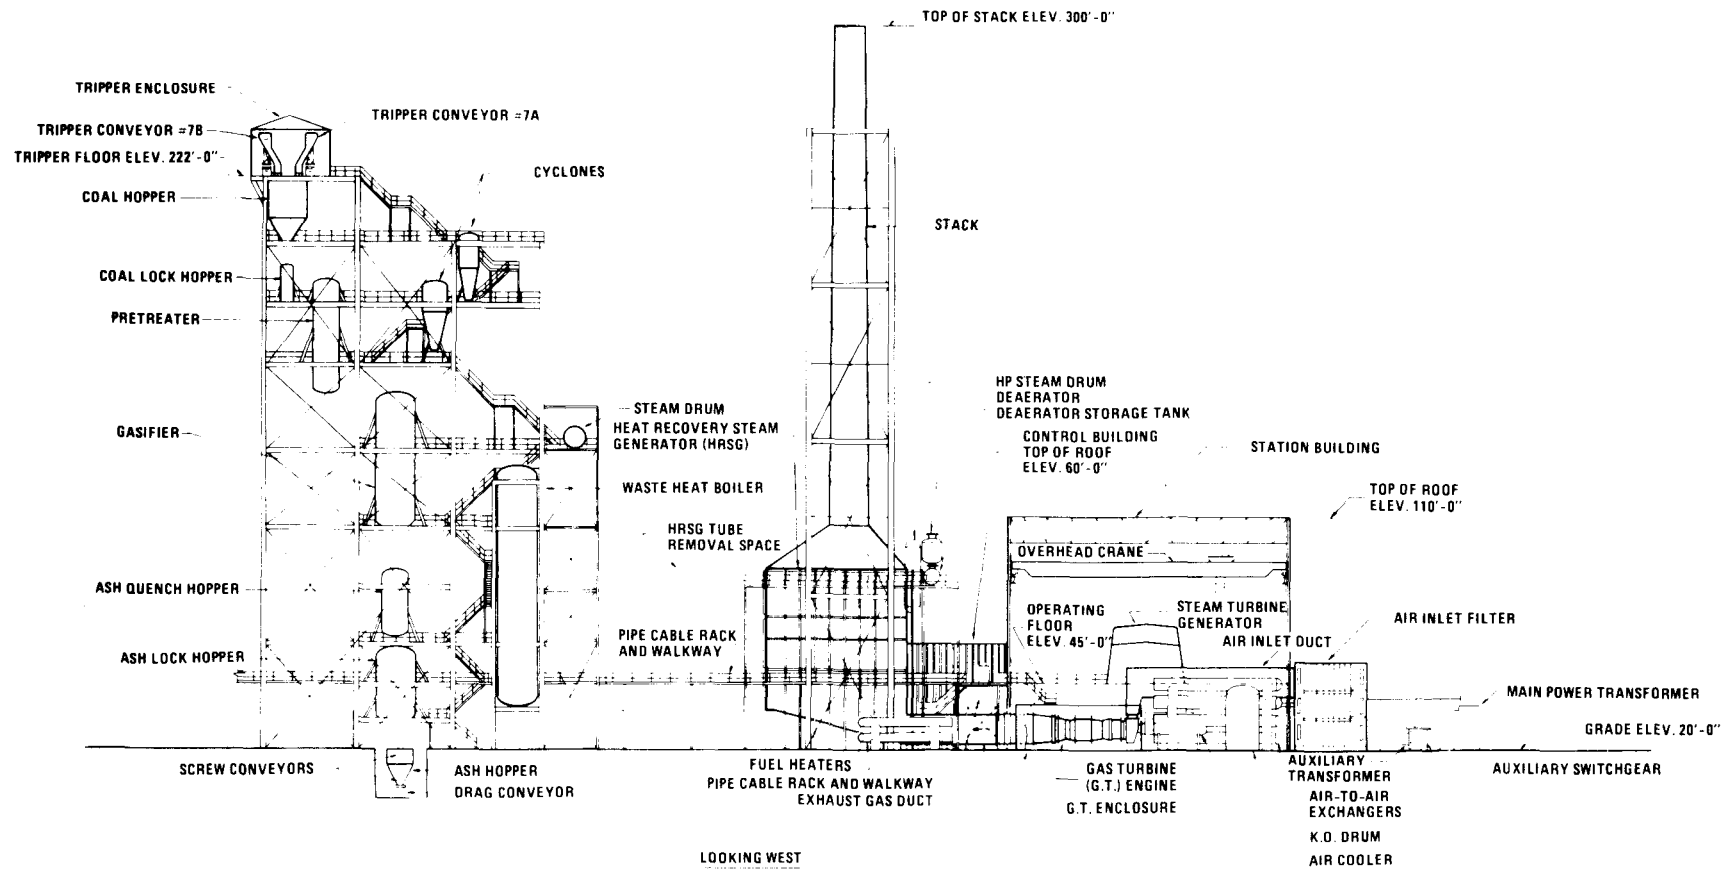 TOP OF STACK ELEV. 300'-0"
TRIPPER ENCLOSURE
TRIPPER CONVEYOR #7A
TRIPPER CONVEYOR #7B
TRIPPER FLOOR ELEV. 222'-0"
CYCLONES
COAL HOPPER
STACK
COAL LOCK HOPPER
PRETREATER
HP STEAM DRUM
DEAERATOR
DEAERATOR STORAGE TANK
STEAM DRUM
HEAT RECOVERY STEAM
GENERATOR (HRSG)
GASIFIER
CONTROL BUILDING
TOP OF ROOF
ELEV. 60'-0"
STATION BUILDING
WASTE HEAT BOILER
TOP OF ROOF
ELEV. 110'-0"
HRSG TUBE
REMOVAL SPACE
OVERHEAD CRANE
ASH QUENCH HOPPER
OPERATING
FLOOR
ELEV. 45'-0"
STEAM TURBINE
GENERATOR
AIR INLET FILTER
PIPE CABLE RACK
AND WALKWAY
AIR INLET DUCT
ASH LOCK HOPPER
MAIN POWER TRANSFORMER
GRADE ELEV. 20'-0"
SCREW CONVEYORS
ASH HOPPER
DRAG CONVEYOR
FUEL HEATERS
PIPE CABLE RACK AND WALKWAY
EXHAUST GAS DUCT
GAS TURBINE
(G.T.) ENGINE
G.T. ENCLOSURE
AUXILIARY
TRANSFORMER
AIR-TO-AIR
EXCHANGERS
K.O. DRUM
AIR COOLER
AUXILIARY SWITCHGEAR
LOOKING WEST